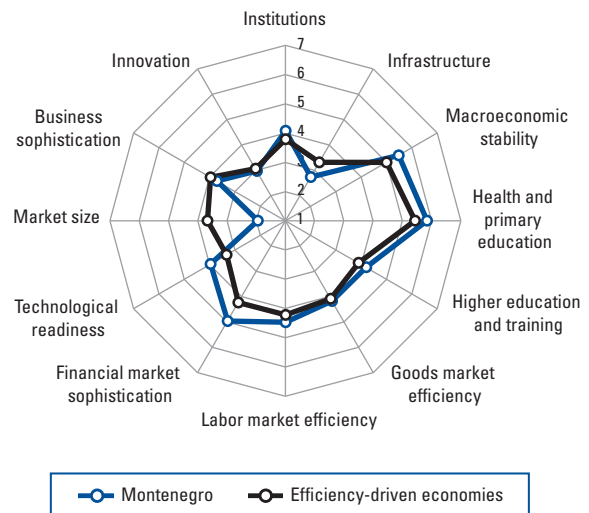 Institutions
7
6
5
4
3
2
1
Infrastructure
Macroeconomic
stability
Health and
primary
education
Higher education
and training
Goods market
efficiency
Labor market efficiency
Financial market
sophistication
Technological
readiness
Market size
Business
sophistication
Innovation
Montenegro
Efficiency-driven economies